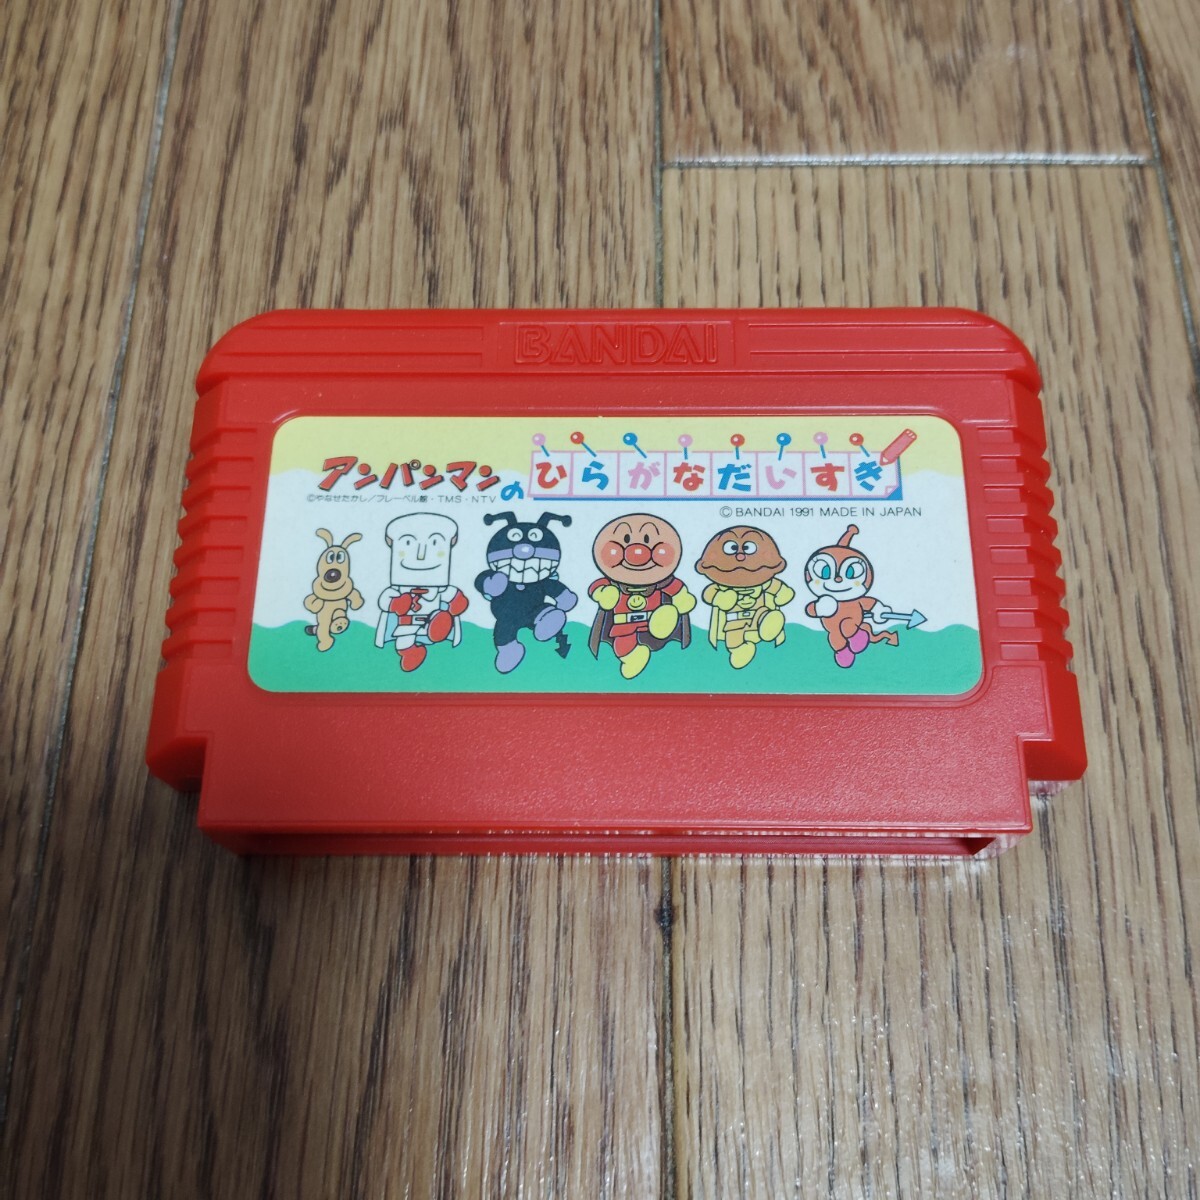 BANDAI
アンパンマンのひらがなだいすき
©やなせたかし/フレーベル館・TMS・NTV
©BANDAI 1991 MADE IN JAPAN